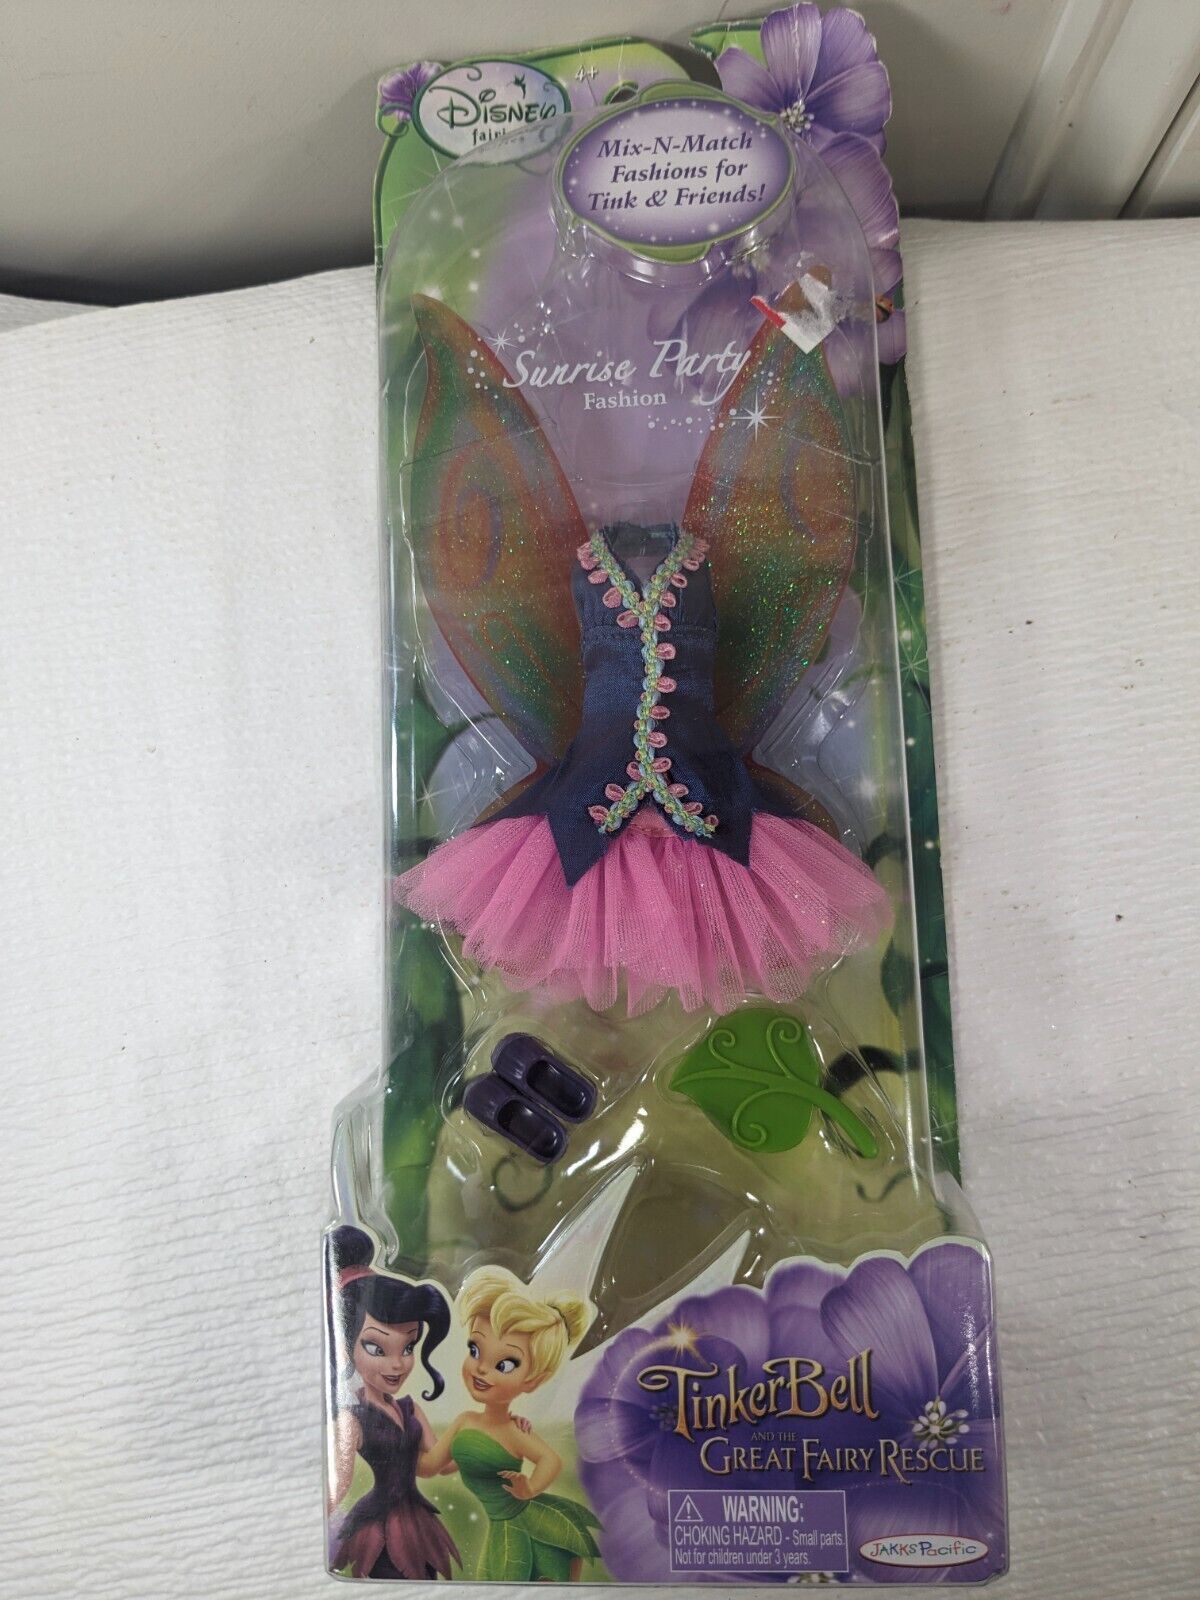 Disney
4+
Mix-N-Match
Fashions for
Tink & Friends!
Sunrise Party
Fashion
TinkerBell
AND THE
GREAT FAIRY RESCUE
WARNING:
CHOKING HAZARD - Small parts.
Not for children under 3 years.
JAKKS Pacific